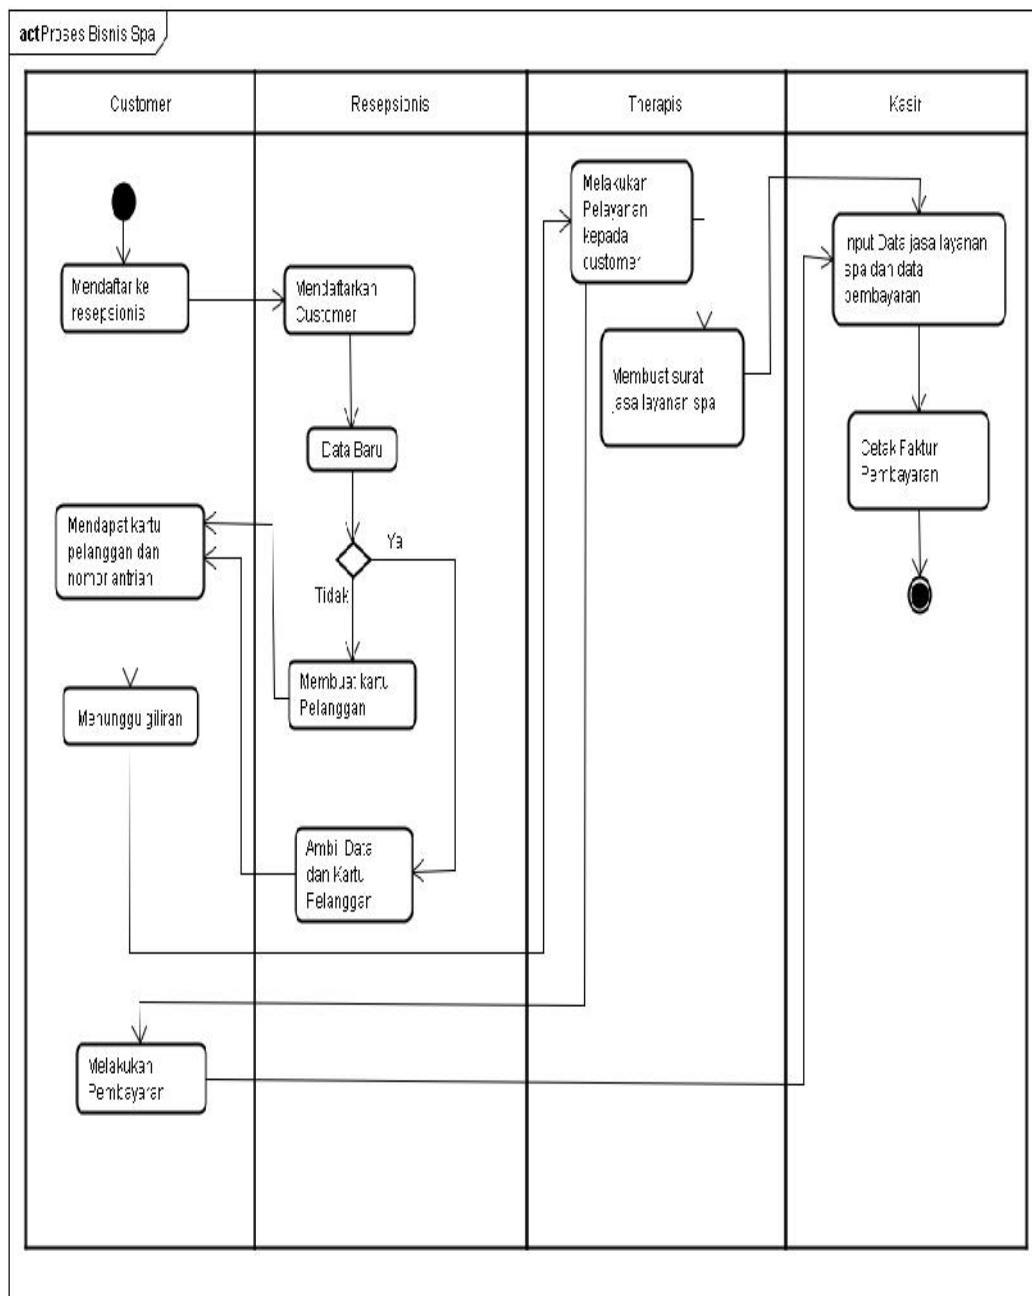 act Proses Bisnis Spa
Customer
Resepsionis
Therapis
Kasir
Mendaftar ke
resepsionis
Mendaftarkan
Customer
Data Baru
Ya
Tidak
Mendapat kartu
pelanggan dan
nomor antrian
Membuat kartu
Pelanggan
Menunggu giliran
Ambil Data
dan Kartu
Pelanggan
Melakukan
Pembayaran
Melakukan
Pelayanan
kepada
customer
Membuat surat
jasa layanan spa
Input Data jasa layanan
spa dan data
pembayaran
Cetak Faktur
Pembayaran